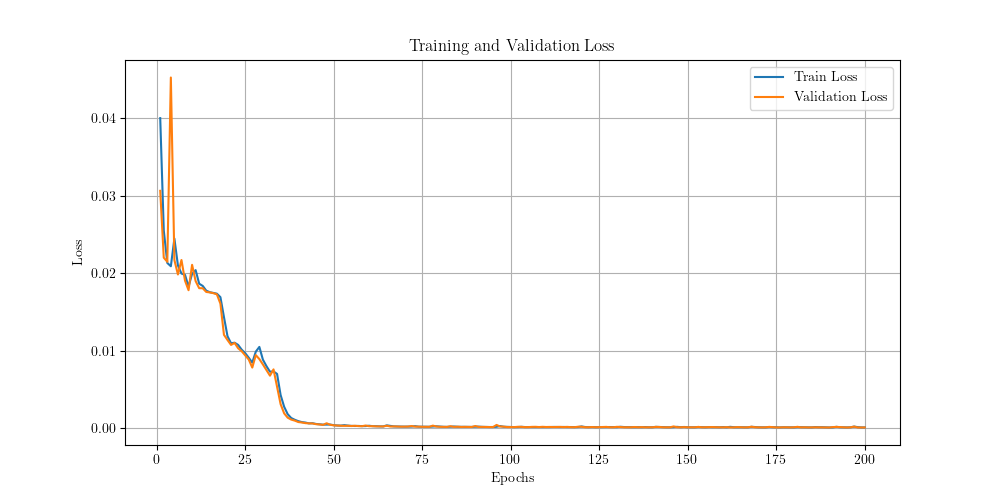 Training and Validation Loss
Train Loss
Validation Loss
0.04
0.03
0.02
0.01
0.00
Loss
0 25 50 75 100 125 150 175 200
Epochs